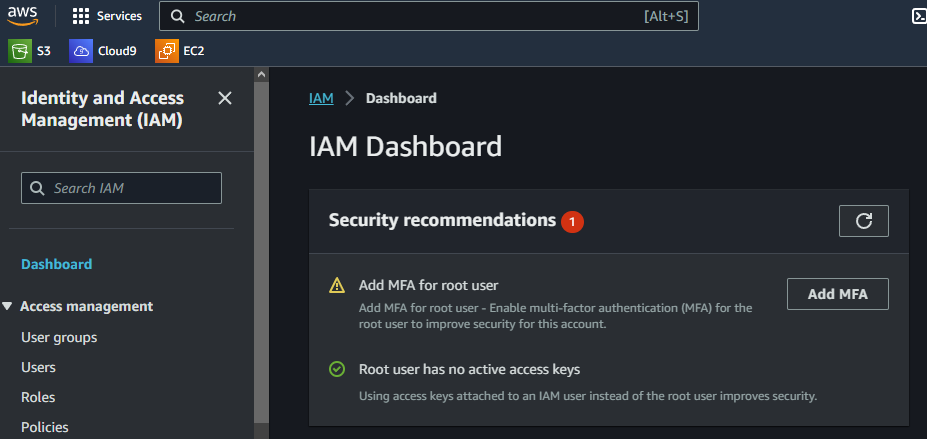 aws
Services
Search
[Alt+S]
S3
Cloud9
EC2
Identity and Access
Management (IAM)
Search IAM
Dashboard
Access management
User groups
Users
Roles
Policies
IAM
Dashboard
IAM Dashboard
Security recommendations 1
Add MFA for root user
Add MFA for root user - Enable multi-factor authentication (MFA) for the
root user to improve security for this account.
Add MFA
Root user has no active access keys
Using access keys attached to an IAM user instead of the root user improves security.